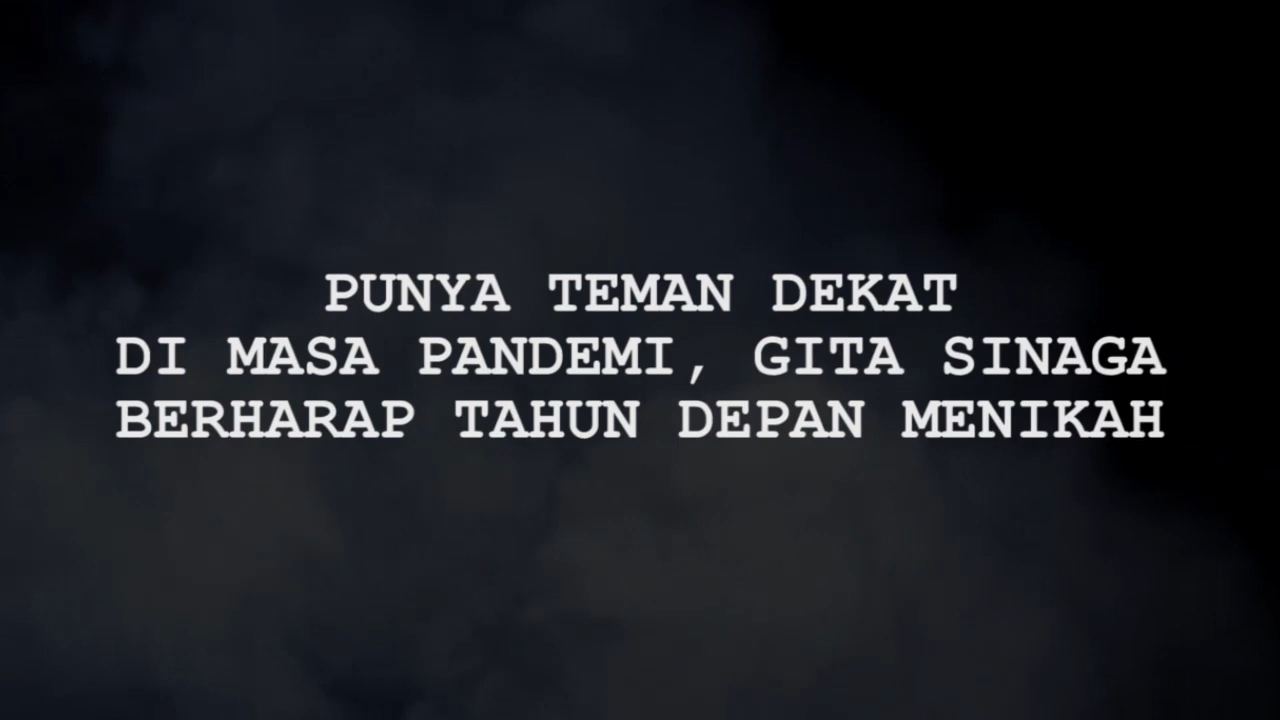 PUNYA TEMAN DEKAT
DI MASA PANDEMI, GITA SINAGA
BERHARAP TAHUN DEPAN MENIKAH